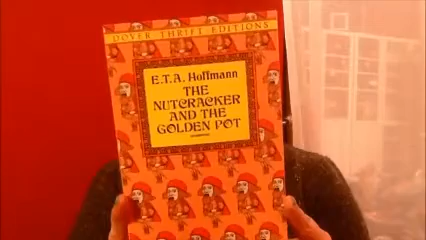 DOVER THRIFT EDITIONS
E.T.A. Hoffmann
THE
NUTCRACKER
AND THE
GOLDEN POT